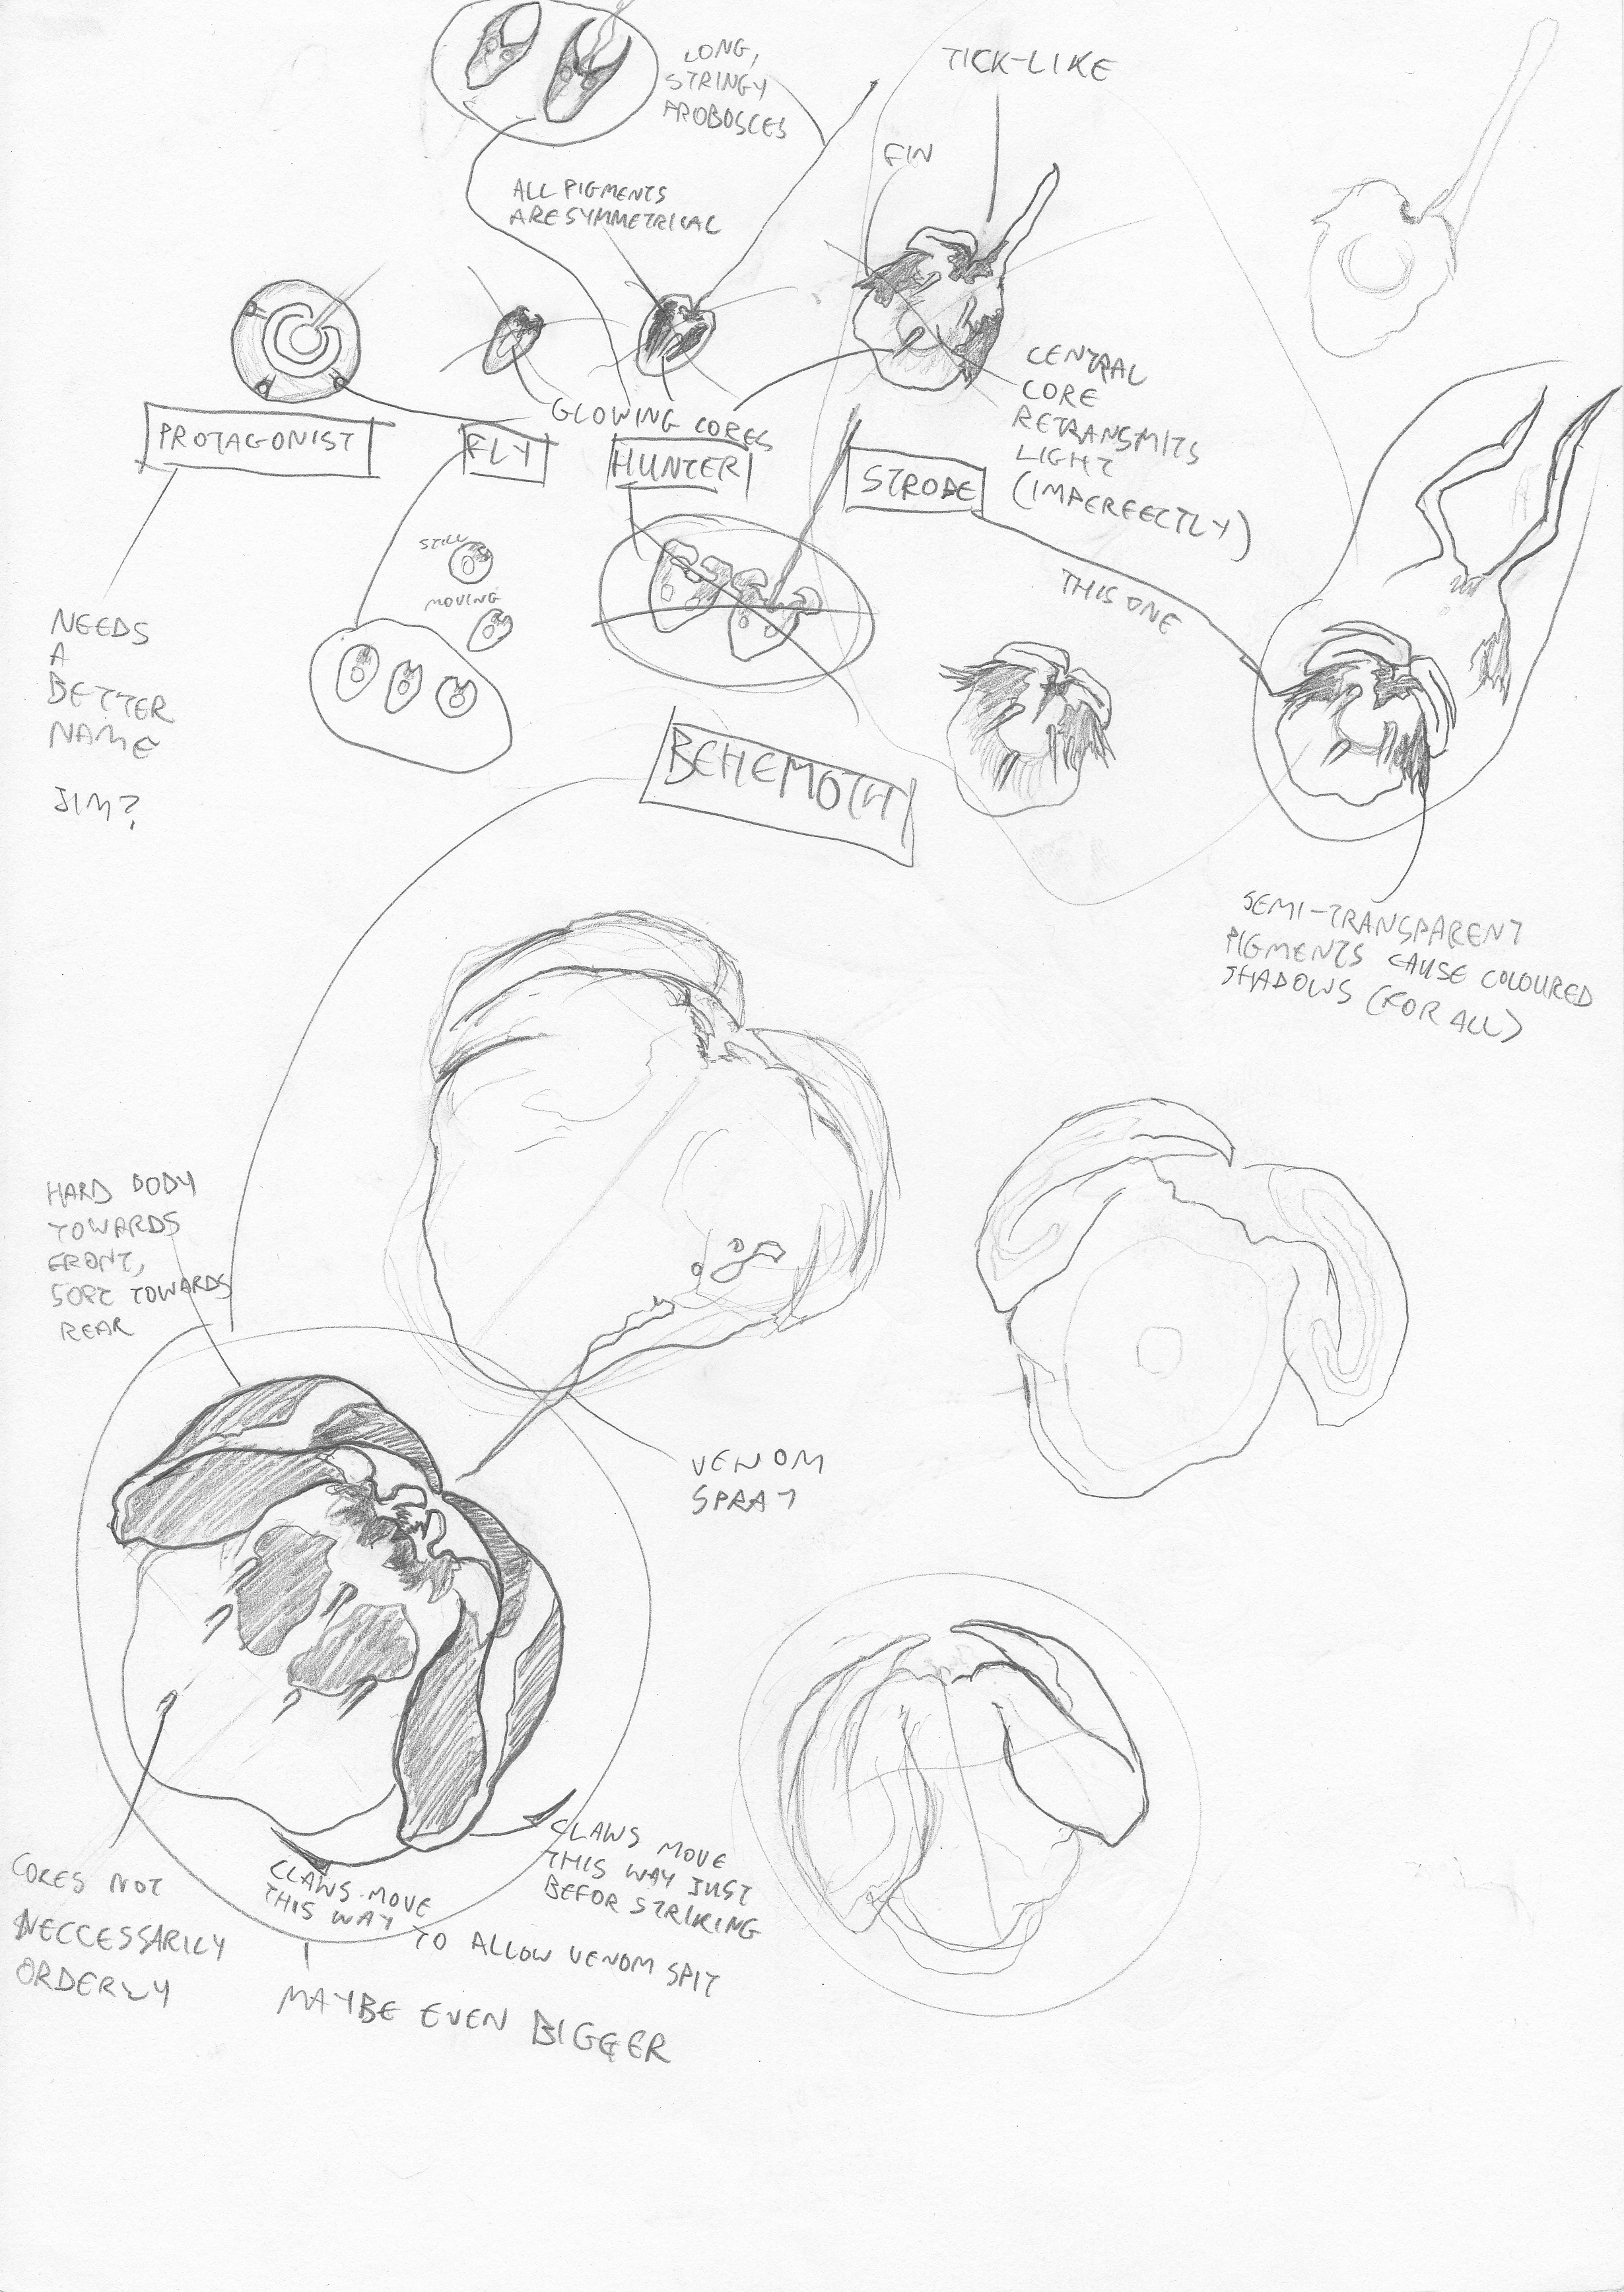 LONG,
STRINGY
PROBOSCES
TICK-LIKE
FIN
ALL PIGMENTS
ARE SYMMETRICAL
GLOWING CORES
CENTRAL
CORE
RETRANSMITS
LIGHT
(IMPERFECTLY)
PROTAGONIST
FLY
HUNTER
STROBE
STILL
MOVING
THIS ONE
NEEDS
A
BETTER
NAME
JIM?
BEHEMOTH
SEMI-TRANSPARENT
PIGMENTS CAUSE COLOURED
SHADOWS (FOR ALL)
HARD BODY
TOWARDS
FRONT,
SOFT TOWARDS
REAR
VENOM
SPRAY
CLAWS MOVE
THIS WAY JUST
BEFOR STRIKING
CLAWS MOVE
THIS WAY
TO ALLOW VENOM SPIT
CORES NOT
NECCESSARILY
ORDERLY
MAYBE EVEN BIGGER